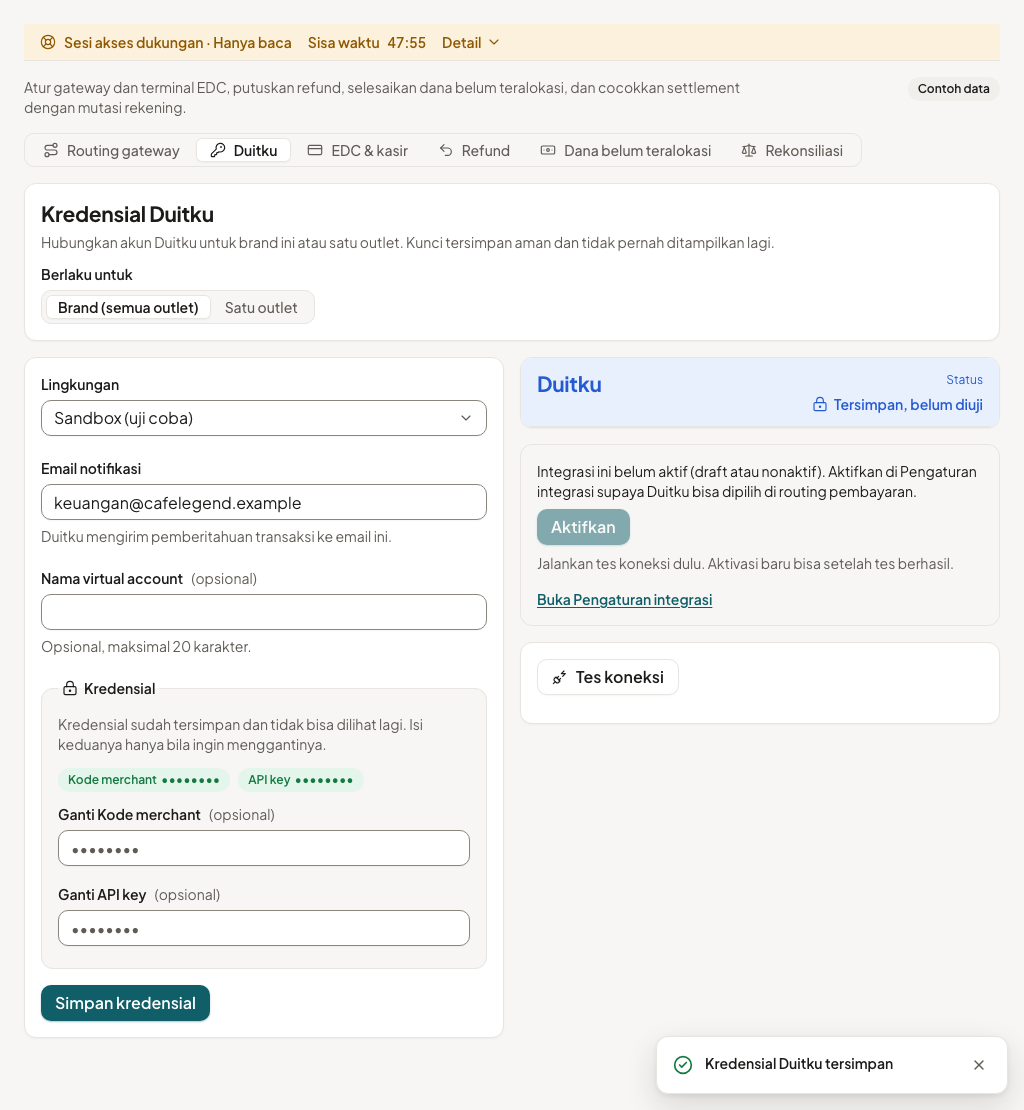 Sesi akses dukungan · Hanya baca Sisa waktu 47:55 Detail
Atur gateway dan terminal EDC, putuskan refund, selesaikan dana belum teralokasi, dan cocokkan settlement
dengan mutasi rekening.
Contoh data
Routing gateway Duitku EDC & kasir Refund Dana belum teralokasi Rekonsiliasi
Kredensial Duitku
Hubungkan akun Duitku untuk brand ini atau satu outlet. Kunci tersimpan aman dan tidak pernah ditampilkan lagi.
Berlaku untuk
Brand (semua outlet) Satu outlet
Lingkungan
Sandbox (uji coba)
Email notifikasi
keuangan@cafelegend.example
Duitku mengirim pemberitahuan transaksi ke email ini.
Nama virtual account (opsional)
Opsional, maksimal 20 karakter.
Kredensial
Kredensial sudah tersimpan dan tidak bisa dilihat lagi. Isi
keduanya hanya bila ingin menggantinya.
Kode merchant •••••••• API key ••••••••
Ganti Kode merchant (opsional)
••••••••
Ganti API key (opsional)
••••••••
Simpan kredensial
Duitku
Status
Tersimpan, belum diuji
Integrasi ini belum aktif (draft atau nonaktif). Aktifkan di Pengaturan
integrasi supaya Duitku bisa dipilih di routing pembayaran.
Aktifkan
Jalankan tes koneksi dulu. Aktivasi baru bisa setelah tes berhasil.
Buka Pengaturan integrasi
Tes koneksi
Kredensial Duitku tersimpan